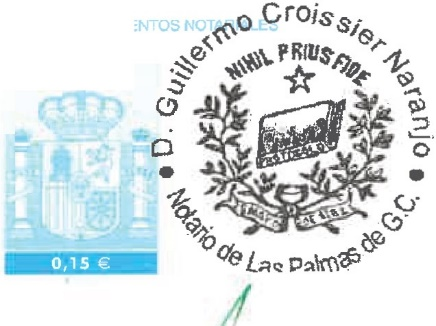 ENTOS NOTARIALES
D. Guillermo Croissier Naranjo
NIHIL PRIUS FIDE
Notario de Las Palmas de G.C.
0,15 €